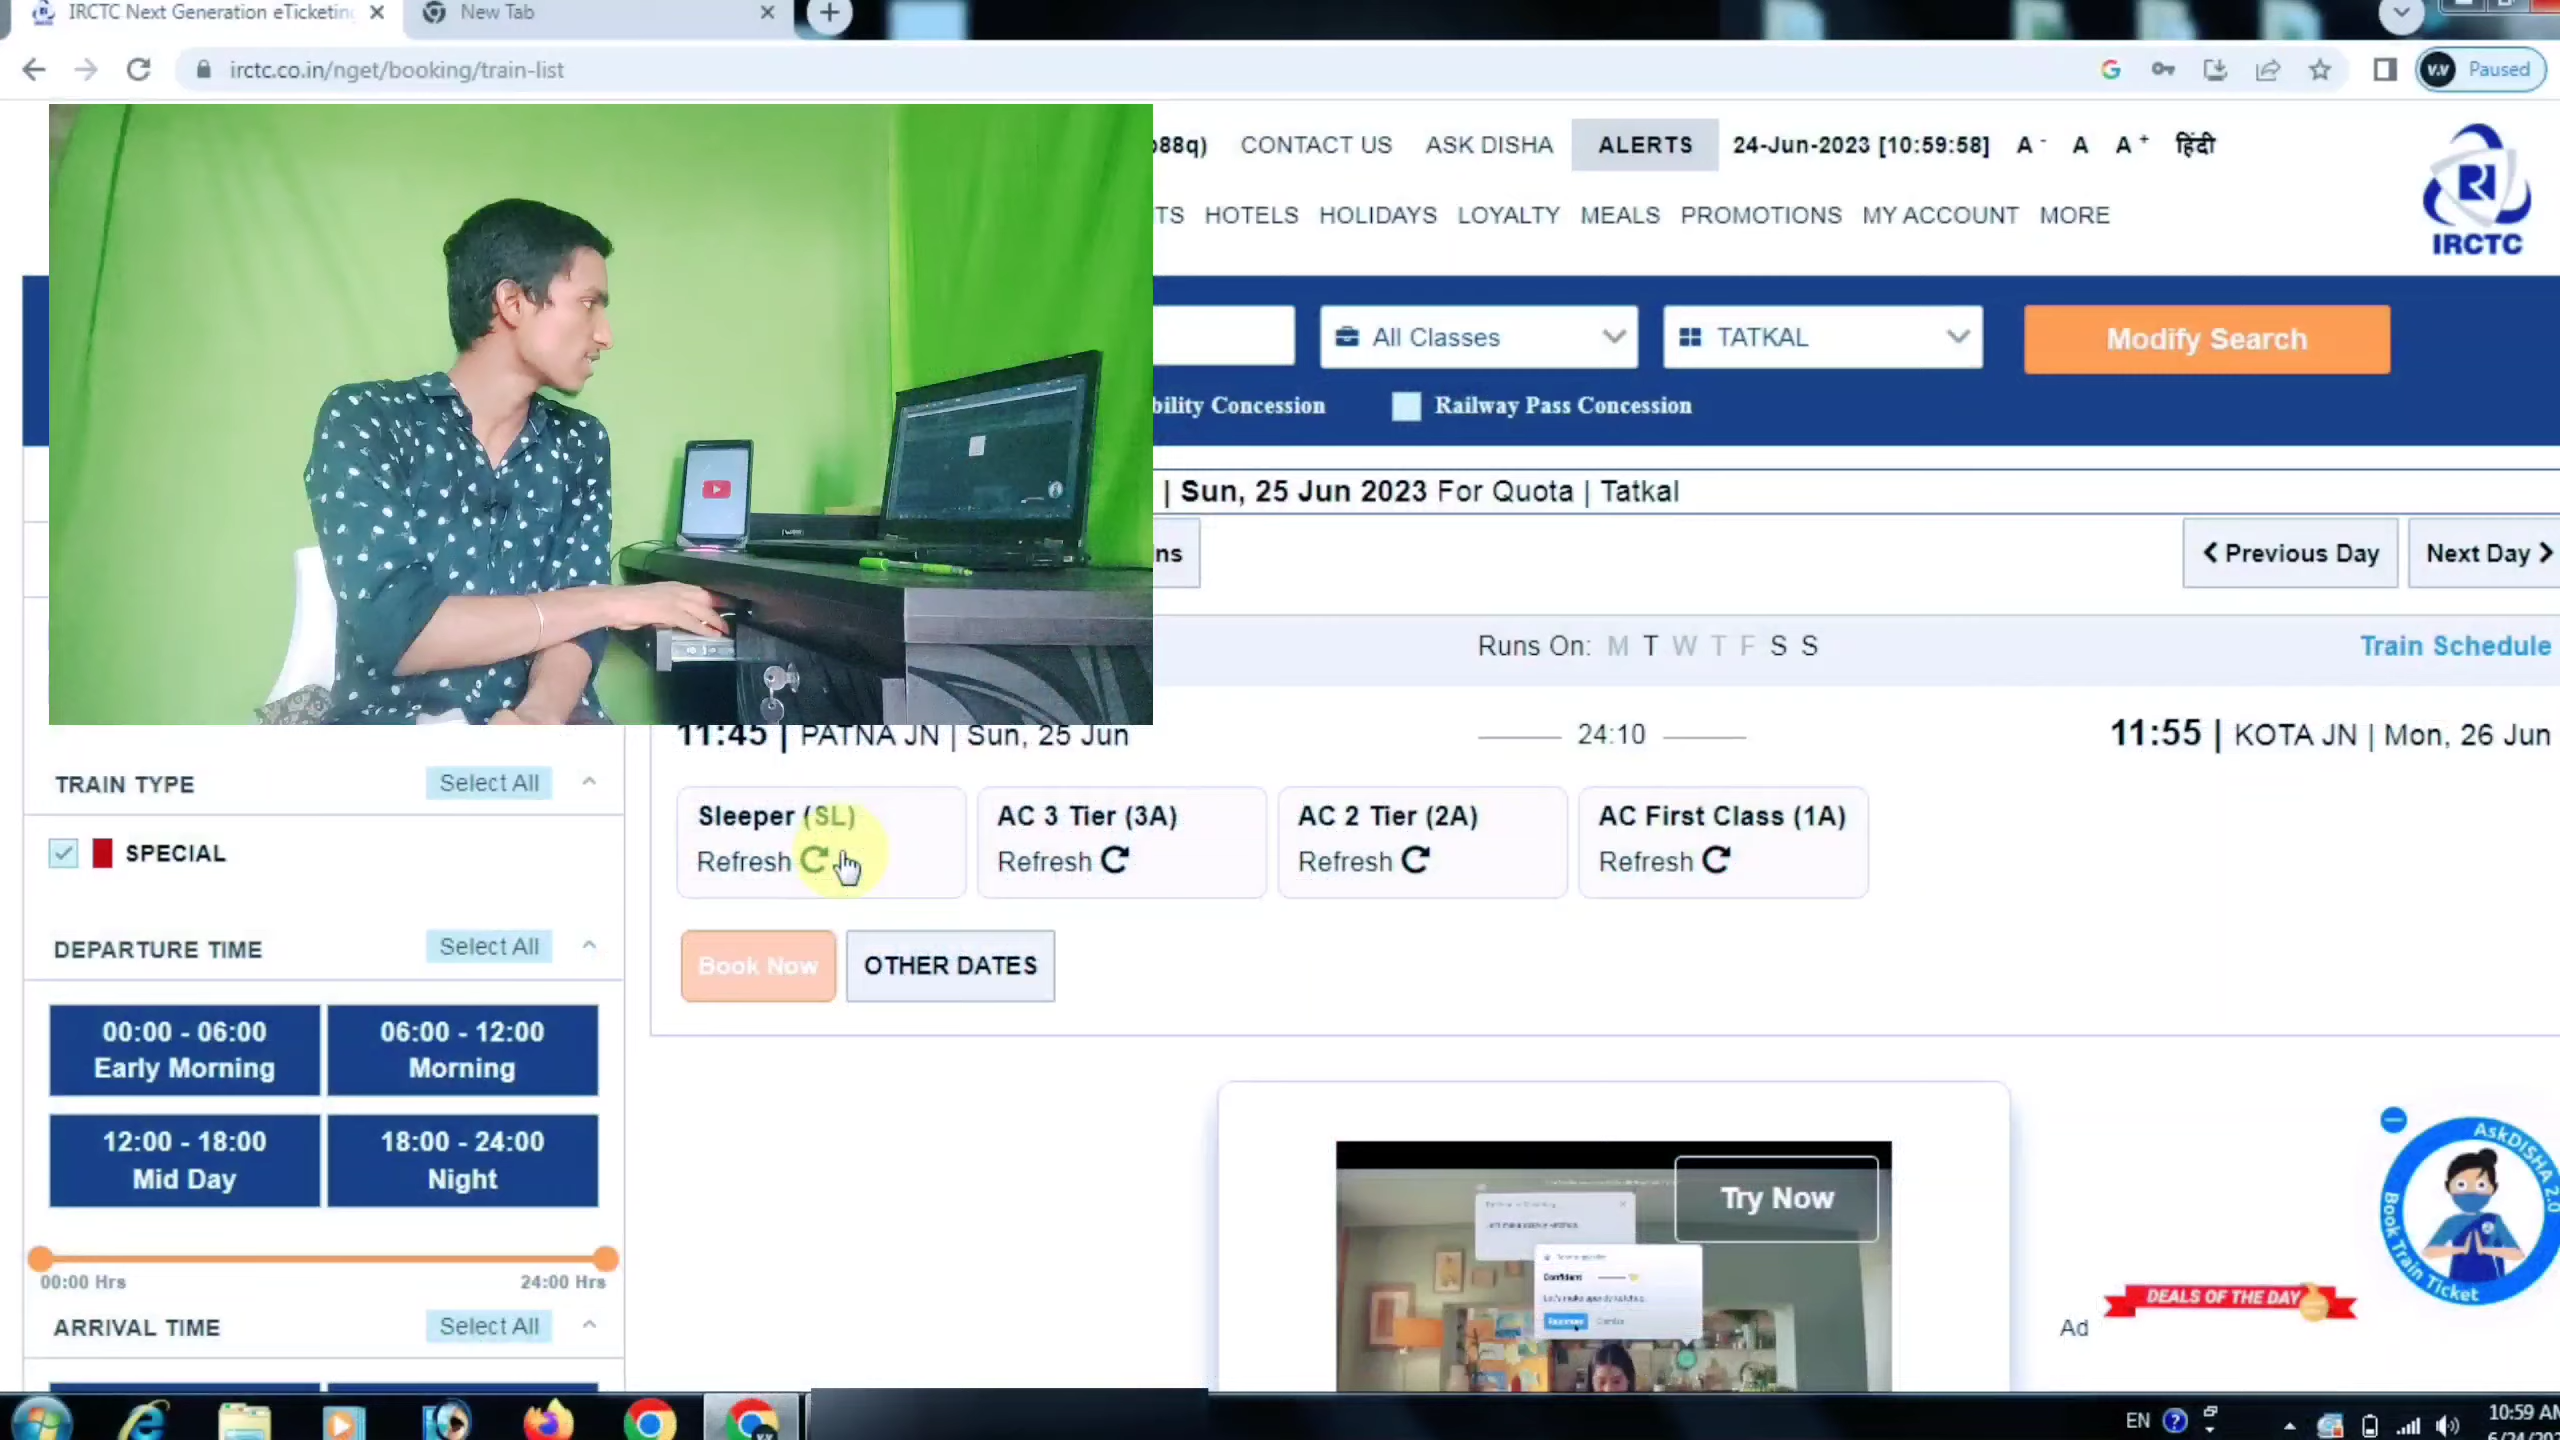 IRCTC Next Generation eTicketing
New Tab
irctc.co.in/nget/booking/train-list
Paused
b88q) CONTACT US ASK DISHA ALERTS 24-Jun-2023 [10:59:58] A- A A+ हिंदी
TS HOTELS HOLIDAYS LOYALTY MEALS PROMOTIONS MY ACCOUNT MORE
IRCTC
All Classes TATKAL Modify Search
bility Concession Railway Pass Concession
| Sun, 25 Jun 2023 For Quota | Tatkal
ns Previous Day Next Day
Runs On: M T W T F S S Train Schedule
11:45 | PATNA JN | Sun, 25 Jun 24:10 11:55 | KOTA JN | Mon, 26 Jun
TRAIN TYPE Select All
SPECIAL
Sleeper (SL) AC 3 Tier (3A) AC 2 Tier (2A) AC First Class (1A)
Refresh Refresh Refresh Refresh
DEPARTURE TIME Select All
Book Now OTHER DATES
00:00 - 06:00 06:00 - 12:00
Early Morning Morning
12:00 - 18:00 18:00 - 24:00
Mid Day Night
00:00 Hrs 24:00 Hrs
ARRIVAL TIME Select All
Try Now
Confident
DEALS OF THE DAY
Ad
AskDISHA 2.0
Book Train Ticket
EN
10:59 AM